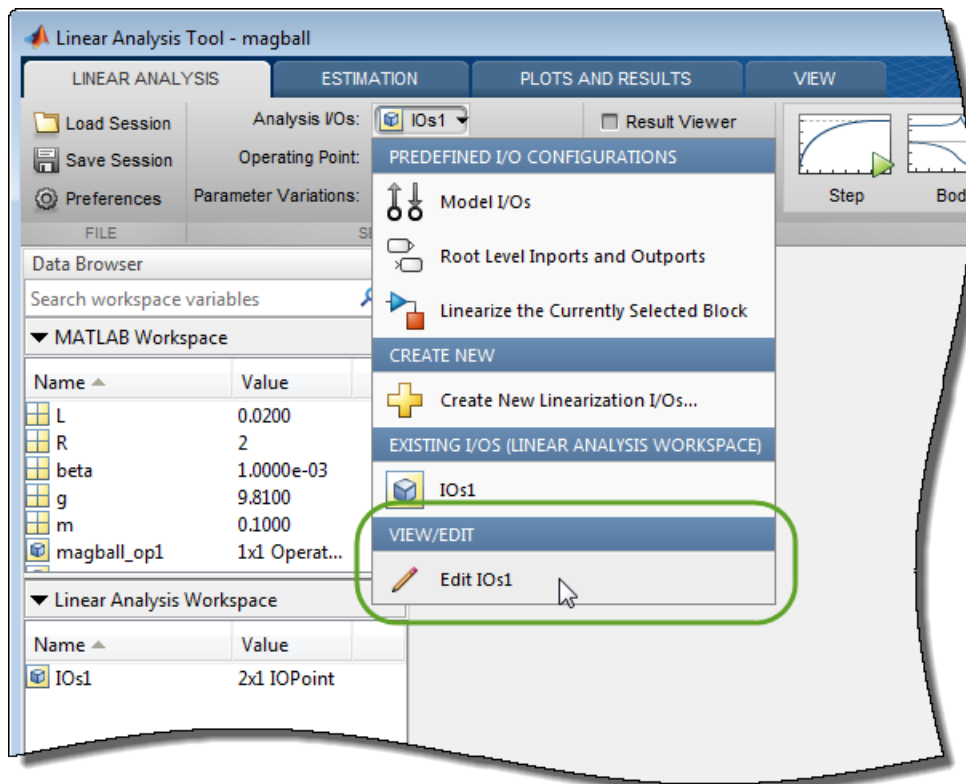 Linear Analysis Tool - magball
LINEAR ANALYSIS ESTIMATION PLOTS AND RESULTS VIEW
Load Session Analysis I/Os: IOs1 Result Viewer
Save Session Operating Point:
Preferences Parameter Variations:
Step Bod
FILE
PREDEFINED I/O CONFIGURATIONS
Model I/Os
Root Level Inports and Outports
Linearize the Currently Selected Block
CREATE NEW
Create New Linearization I/Os...
EXISTING I/OS (LINEAR ANALYSIS WORKSPACE)
IOs1
VIEW/EDIT
Edit IOs1
Data Browser
Search workspace variables
MATLAB Workspace
Name Value
L 0.0200
R 2
beta 1.0000e-03
g 9.8100
m 0.1000
magball_op1 1x1 Operat...
Linear Analysis Workspace
Name Value
IOs1 2x1 IOPoint